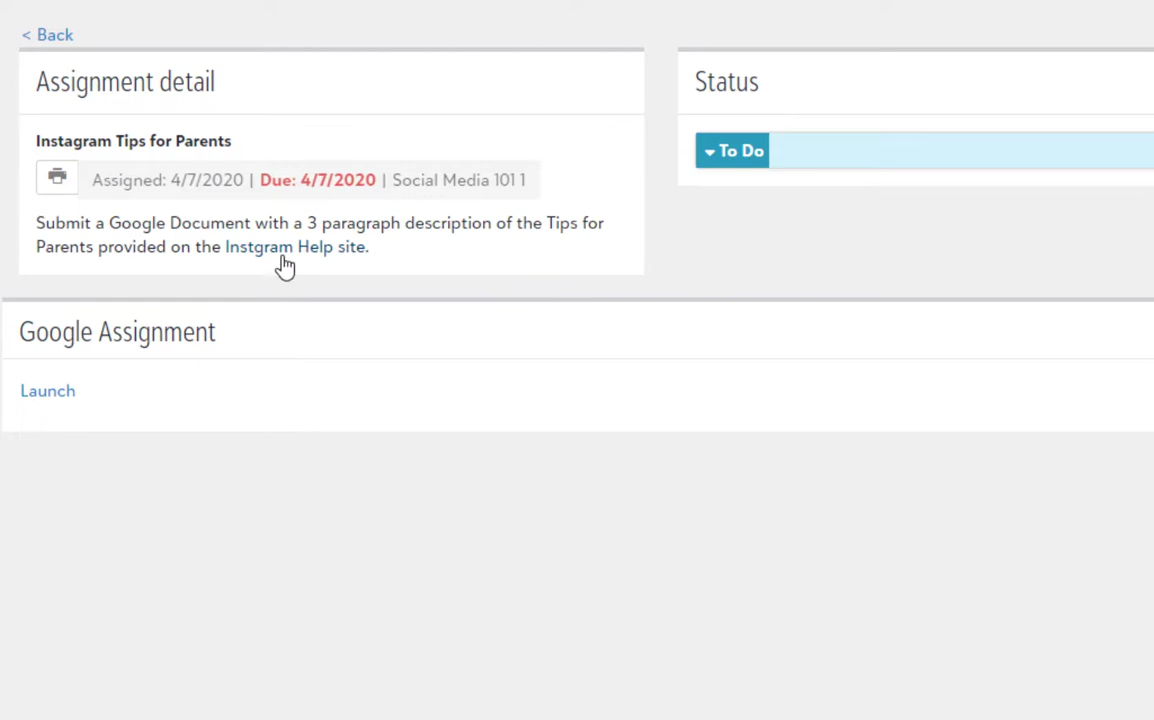 < Back
Assignment detail
Status
Instagram Tips for Parents
To Do
Assigned: 4/7/2020 | Due: 4/7/2020 | Social Media 101 1
Submit a Google Document with a 3 paragraph description of the Tips for
Parents provided on the Instgram Help site.
Google Assignment
Launch